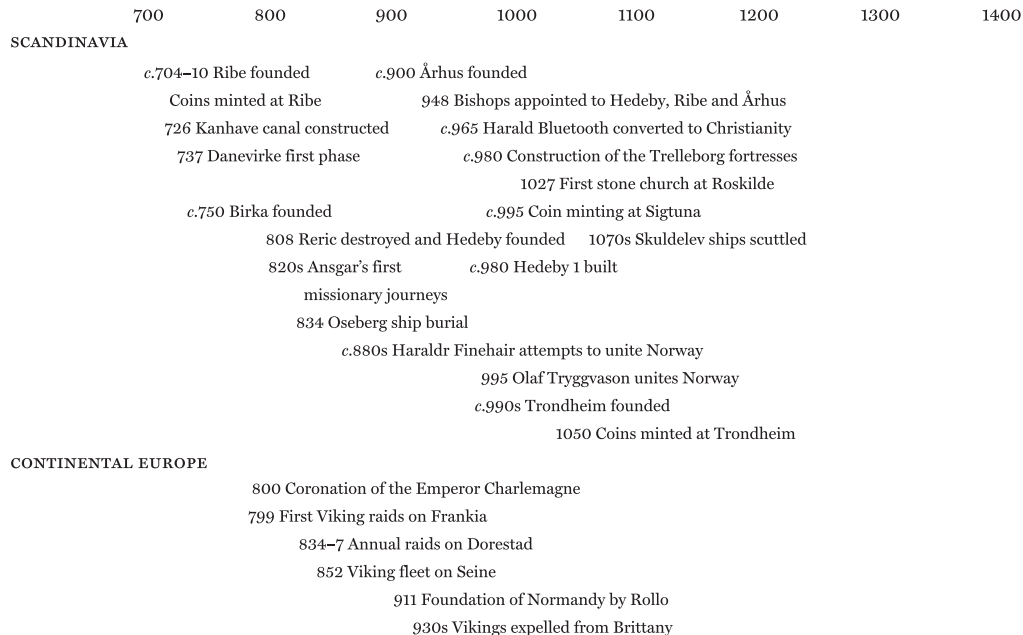 700 800 900 1000 1100 1200 1300 1400
SCANDINAVIA
c.704–10 Ribe founded c.900 Århus founded
Coins minted at Ribe 948 Bishops appointed to Hedeby, Ribe and Århus
726 Kanhave canal constructed c.965 Harald Bluetooth converted to Christianity
737 Danevirke first phase c.980 Construction of the Trelleborg fortresses
1027 First stone church at Roskilde
c.750 Birka founded c.995 Coin minting at Sigtuna
808 Reric destroyed and Hedeby founded 1070s Skuldelev ships scuttled
820s Ansgar’s first c.980 Hedeby 1 built
missionary journeys
834 Oseberg ship burial
c.880s Haraldr Finehair attempts to unite Norway
995 Olaf Tryggvason unites Norway
c.990s Trondheim founded
1050 Coins minted at Trondheim
CONTINENTAL EUROPE
800 Coronation of the Emperor Charlemagne
799 First Viking raids on Frankia
834–7 Annual raids on Dorestad
852 Viking fleet on Seine
911 Foundation of Normandy by Rollo
930s Vikings expelled from Brittany